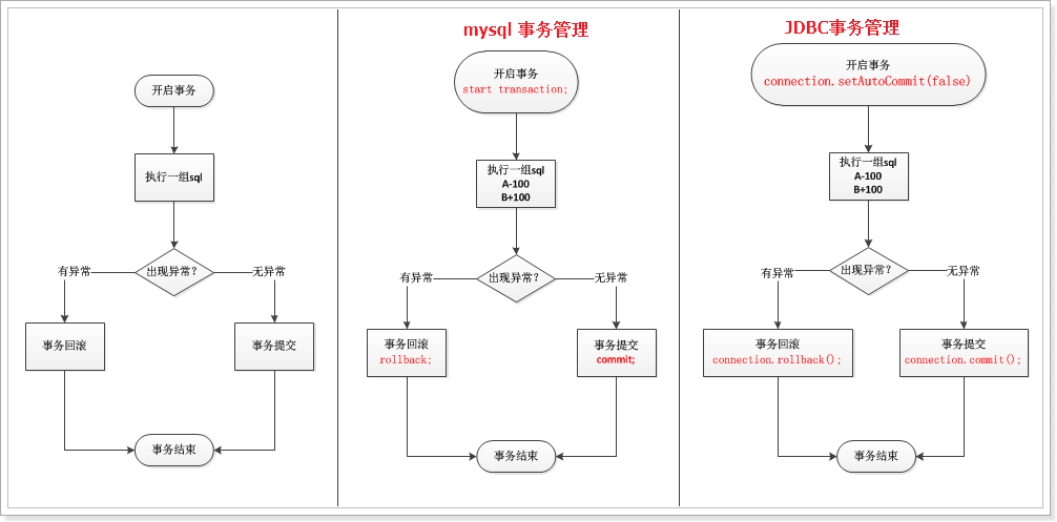 开启事务
执行一组sql
出现异常?
有异常
无异常
事务回滚
事务提交
事务结束
mysql 事务管理
开启事务
start transaction;
执行一组sql
A-100
B+100
出现异常?
有异常
无异常
事务回滚
rollback;
事务提交
commit;
事务结束
JDBC事务管理
开启事务
connection.setAutoCommit(false)
执行一组sql
A-100
B+100
出现异常?
有异常
无异常
事务回滚
connection.rollback();
事务提交
connection.commit();
事务结束